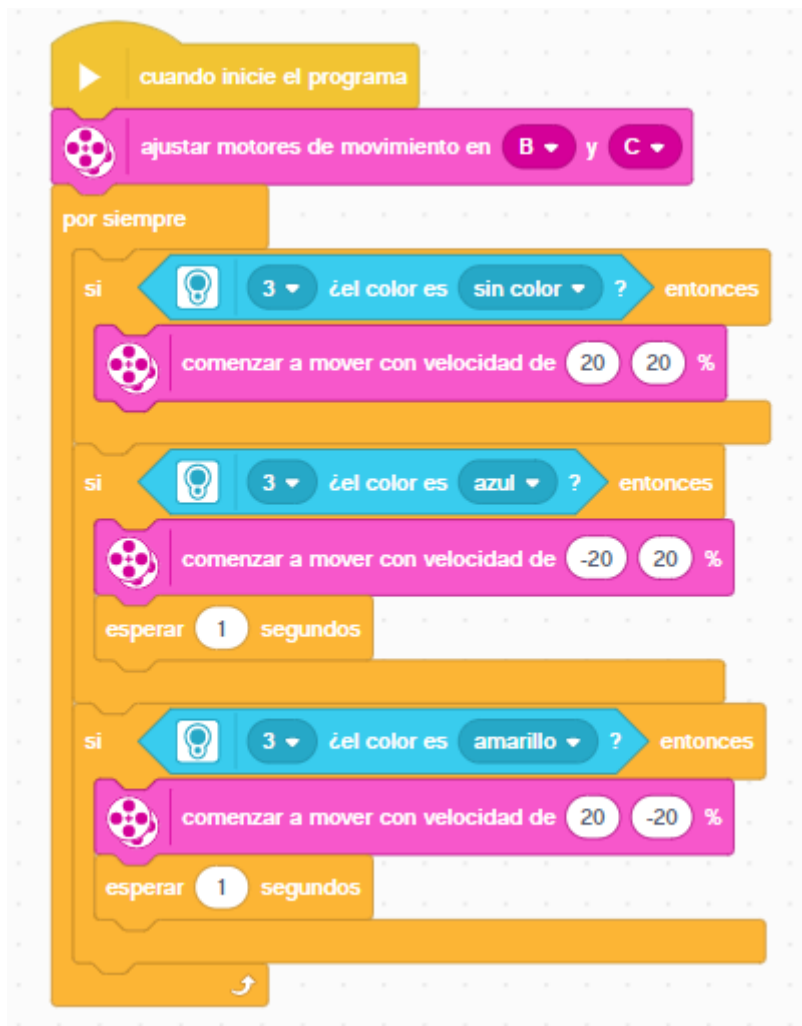 cuando inicie el programa
ajustar motores de movimiento en B y C
por siempre
si 3 ¿el color es sin color ? entonces
comenzar a mover con velocidad de 20 20 %
si 3 ¿el color es azul ? entonces
comenzar a mover con velocidad de -20 20 %
esperar 1 segundos
si 3 ¿el color es amarillo ? entonces
comenzar a mover con velocidad de 20 -20 %
esperar 1 segundos